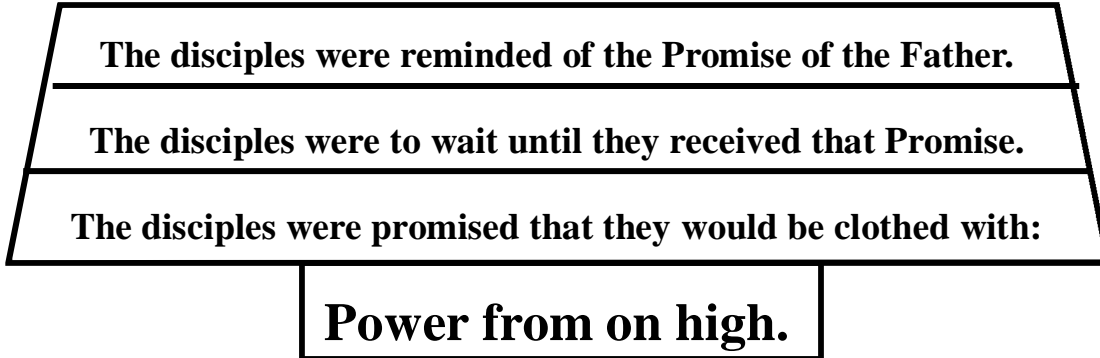 The disciples were reminded of the Promise of the Father.
The disciples were to wait until they received that Promise.
The disciples were promised that they would be clothed with:
Power from on high.